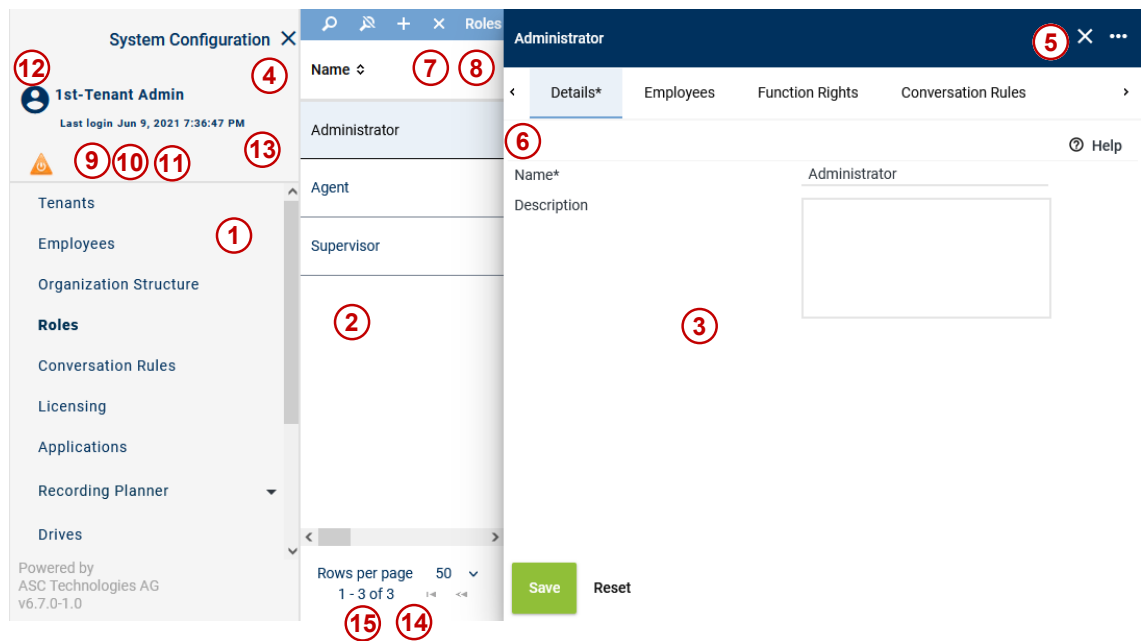 System Configuration
12
4
1st-Tenant Admin
Last login Jun 9, 2021 7:36:47 PM
9
10
11
13
Tenants
1
Employees
Organization Structure
Roles
Conversation Rules
Licensing
Applications
Recording Planner
Drives
Powered by
ASC Technologies AG
v6.7.0-1.0
Roles
Name
7
8
Administrator
Agent
Supervisor
2
Rows per page 50
1 - 3 of 3
15
14
Administrator
5
Details* Employees Function Rights Conversation Rules
6
Help
Name* Administrator
Description
3
Save Reset